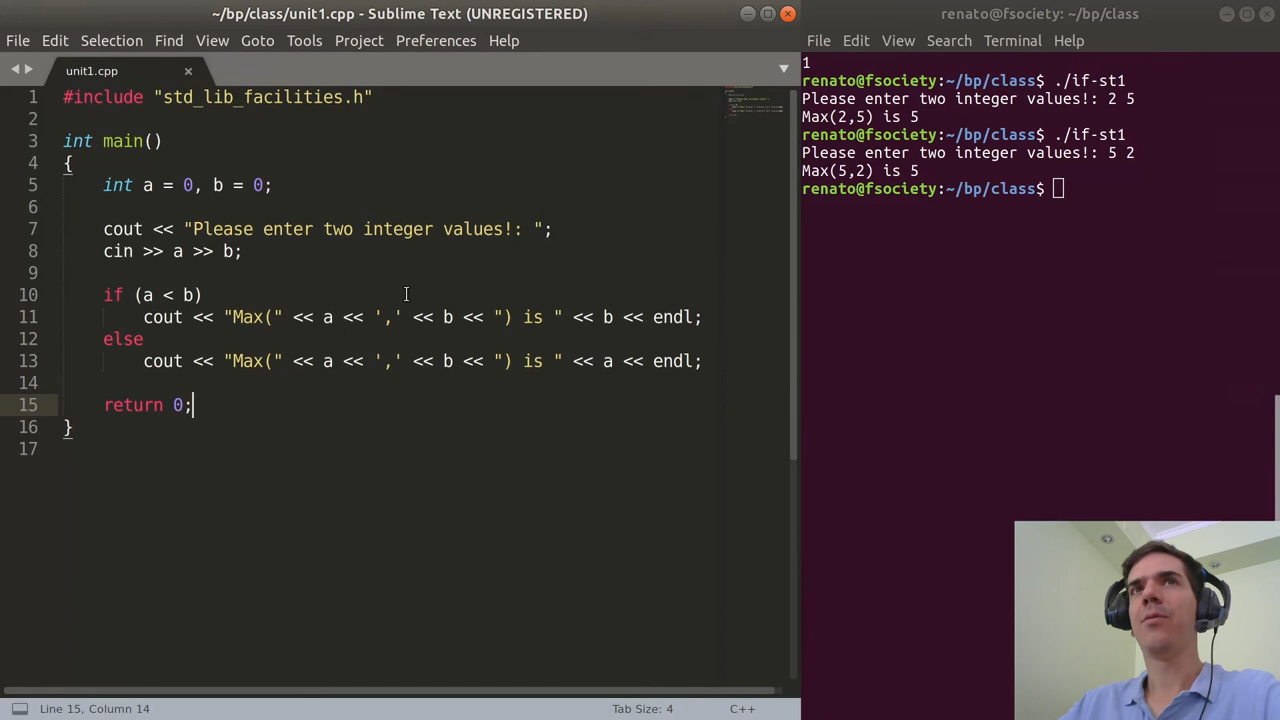 ~/bp/class/unit1.cpp - Sublime Text (UNREGISTERED)
File Edit Selection Find View Goto Tools Project Preferences Help
unit1.cpp
1 #include "std_lib_facilities.h"
2
3 int main()
4 {
5 int a = 0, b = 0;
6
7 cout << "Please enter two integer values!: ";
8 cin >> a >> b;
9
10 if (a < b)
11 cout << "Max(" << a << ',' << b << ") is " << b << endl;
12 else
13 cout << "Max(" << a << ',' << b << ") is " << a << endl;
14
15 return 0;
16 }
17
Line 15, Column 14 Tab Size: 4 C++
renato@fsociety: ~/bp/class
File Edit View Search Terminal Help
1
renato@fsociety:~/bp/class$ ./if-st1
Please enter two integer values!: 2 5
Max(2,5) is 5
renato@fsociety:~/bp/class$ ./if-st1
Please enter two integer values!: 5 2
Max(5,2) is 5
renato@fsociety:~/bp/class$